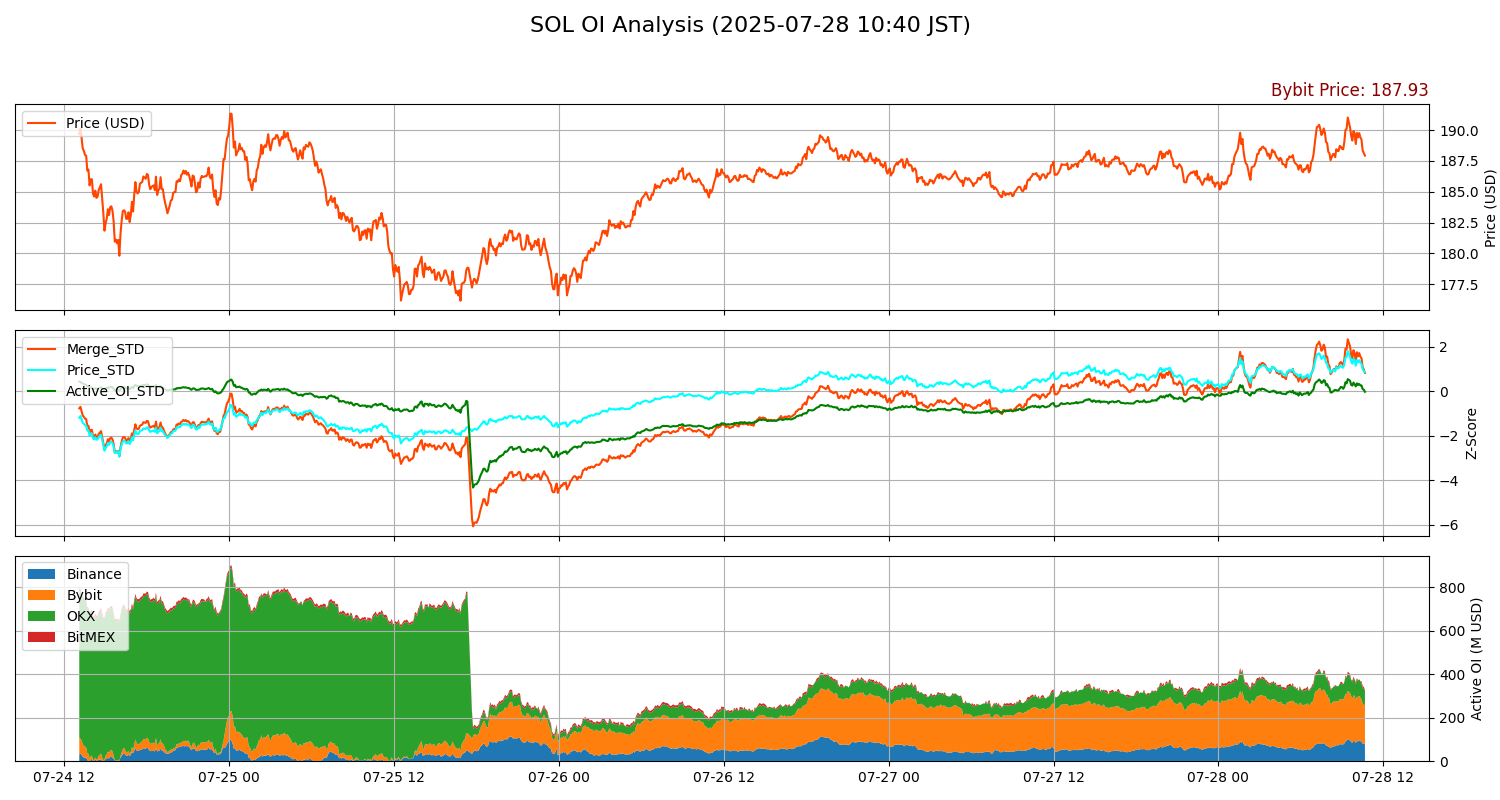 SOL OI Analysis (2025-07-28 10:40 JST)
Bybit Price: 187.93
Price (USD)
190.0
187.5
185.0
182.5
180.0
177.5
Price (USD)
Merge_STD
Price_STD
Active_OI_STD
2
0
−2
−4
−6
Z-Score
Binance
Bybit
OKX
BitMEX
800
600
400
200
0
Active OI (M USD)
07-24 12
07-25 00
07-25 12
07-26 00
07-26 12
07-27 00
07-27 12
07-28 00
07-28 12